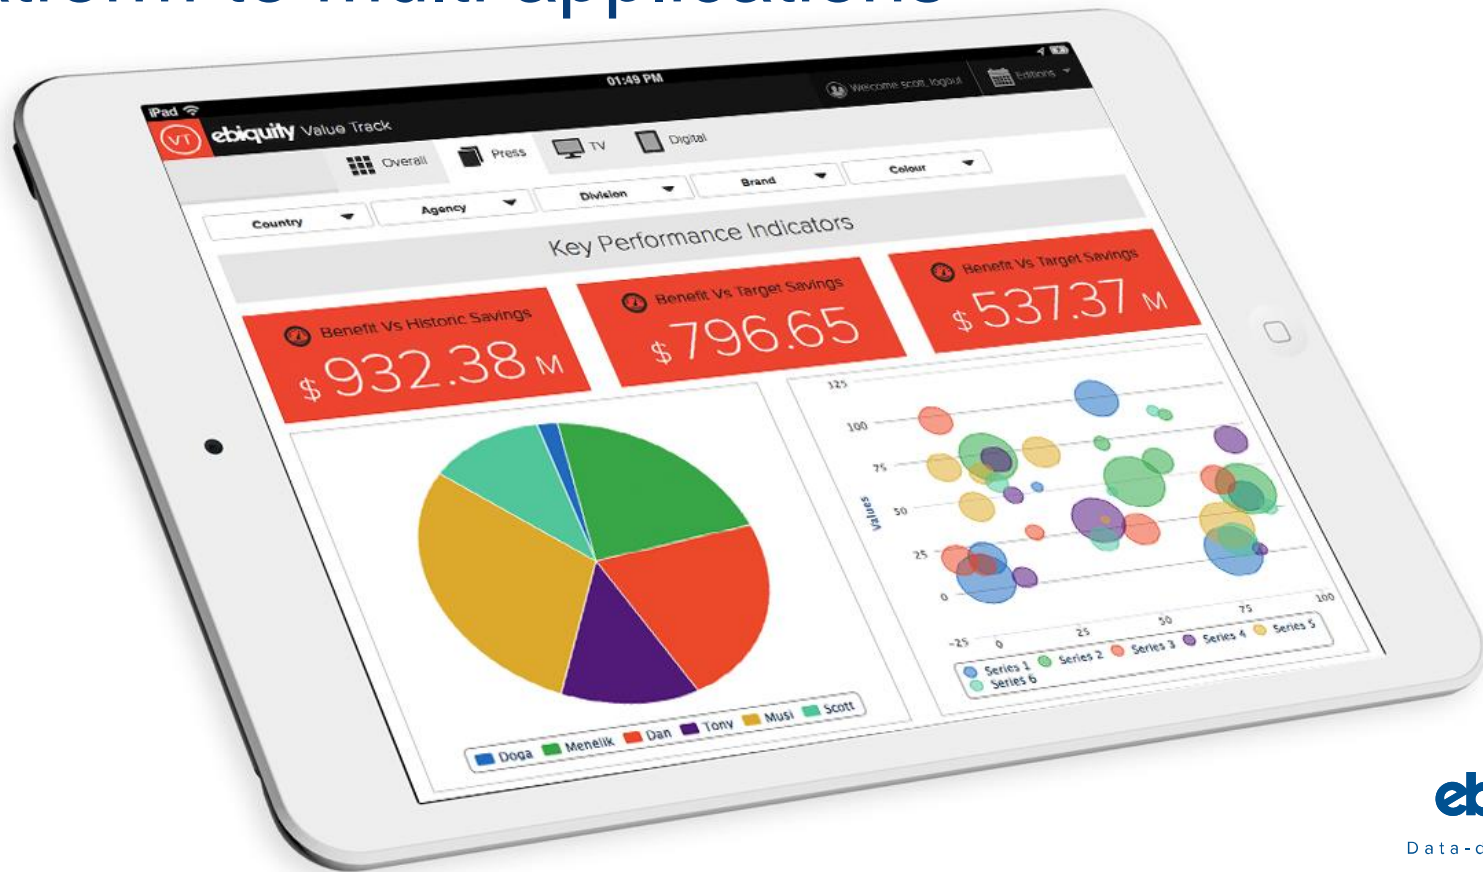 to multi applications
iPad
01:49 PM
VT ebiquity Value Track
Welcome scott, logout
Editions
Overall
Press
TV
Digital
Country
Agency
Division
Brand
Colour
Key Performance Indicators
Benefit Vs Historic Savings
$ 932.38 M
Benefit Vs Target Savings
$ 796.65
Benefit Vs Target Savings
$ 537.37 M
Doga Menelik Dan Tony Musi Scott
125
100
75
50
25
0
Values
-25 0 25 50 75 100
Series 1 Series 2 Series 3 Series 4 Series 5
Series 6